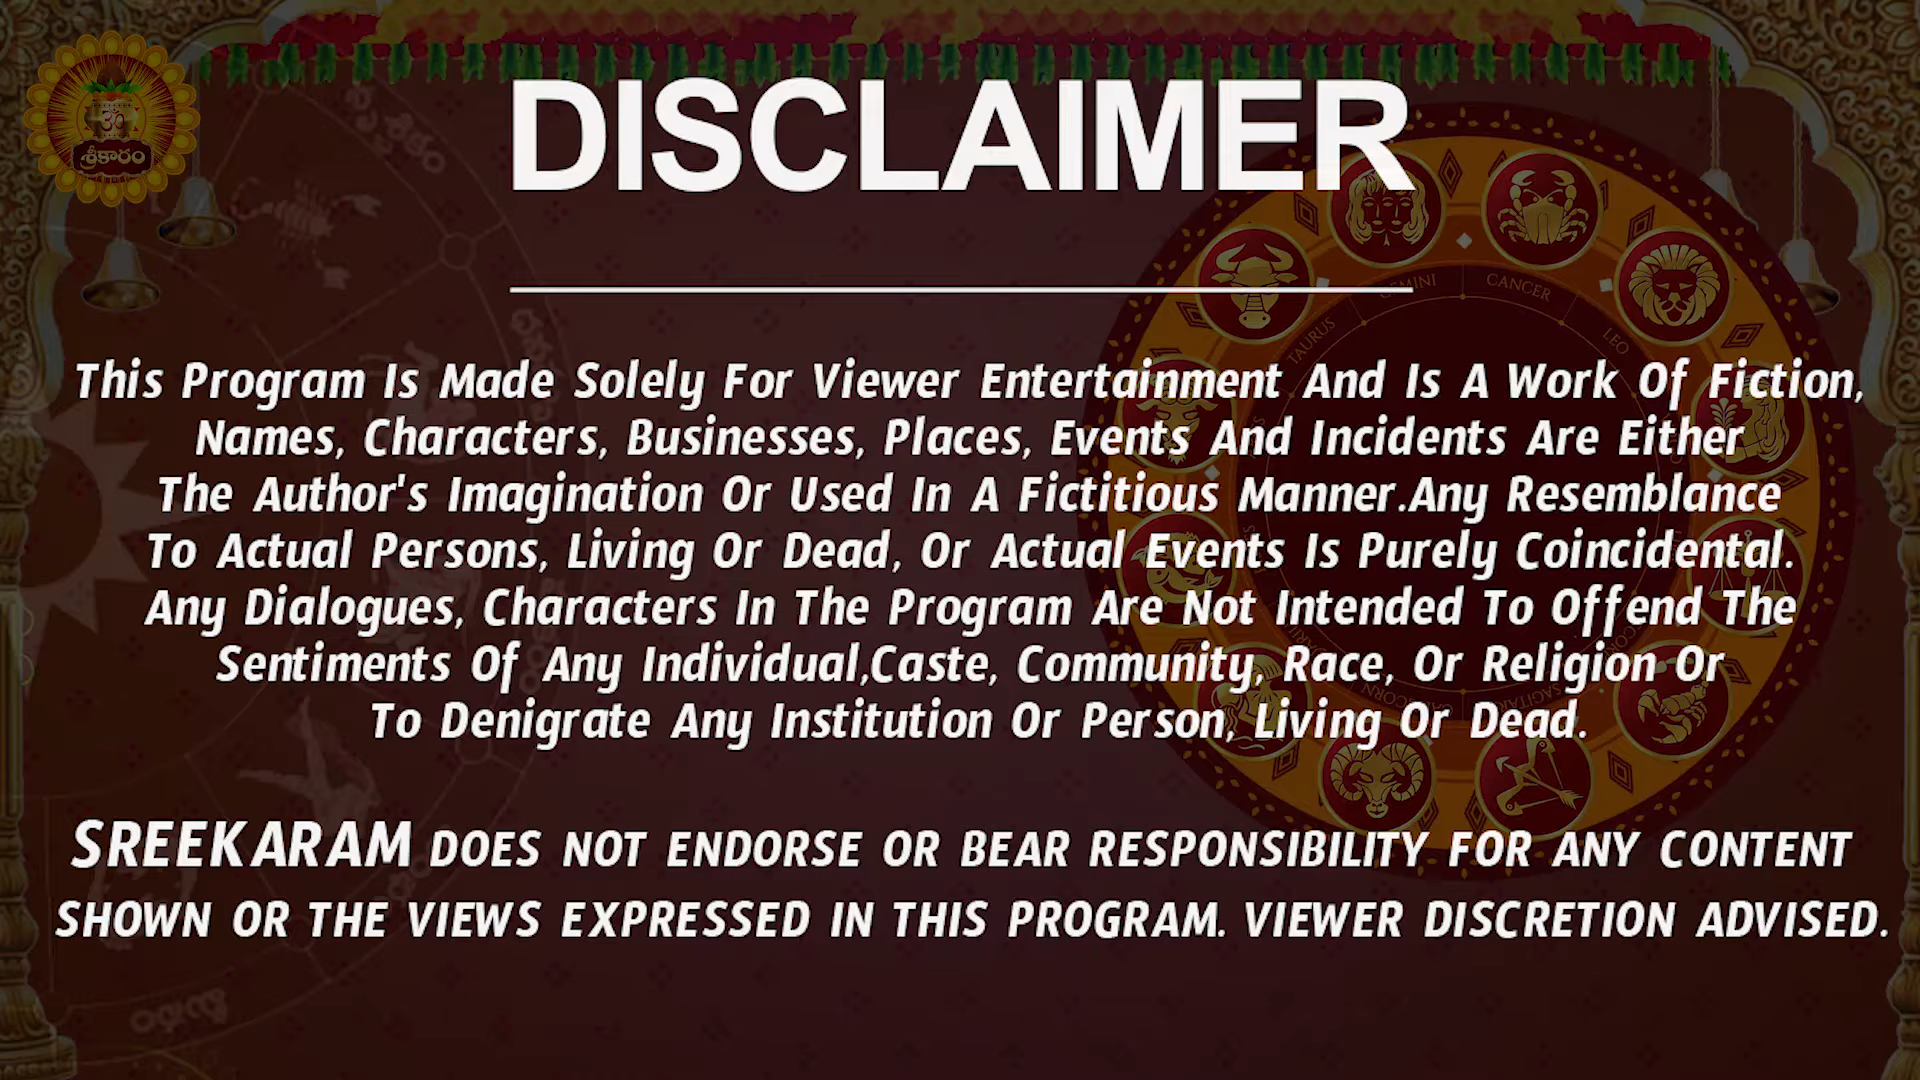 ॐ
శ్రీకారం
DISCLAIMER
GEMINI
CANCER
TAURUS
LEO
This Program Is Made Solely For Viewer Entertainment And Is A Work Of Fiction,
Names, Characters, Businesses, Places, Events And Incidents Are Either
The Author's Imagination Or Used In A Fictitious Manner.Any Resemblance
To Actual Persons, Living Or Dead, Or Actual Events Is Purely Coincidental.
Any Dialogues, Characters In The Program Are Not Intended To Offend The
Sentiments Of Any Individual,Caste, Community, Race, Or Religion Or
To Denigrate Any Institution Or Person, Living Or Dead.
SREEKARAM DOES NOT ENDORSE OR BEAR RESPONSIBILITY FOR ANY CONTENT
SHOWN OR THE VIEWS EXPRESSED IN THIS PROGRAM. VIEWER DISCRETION ADVISED.